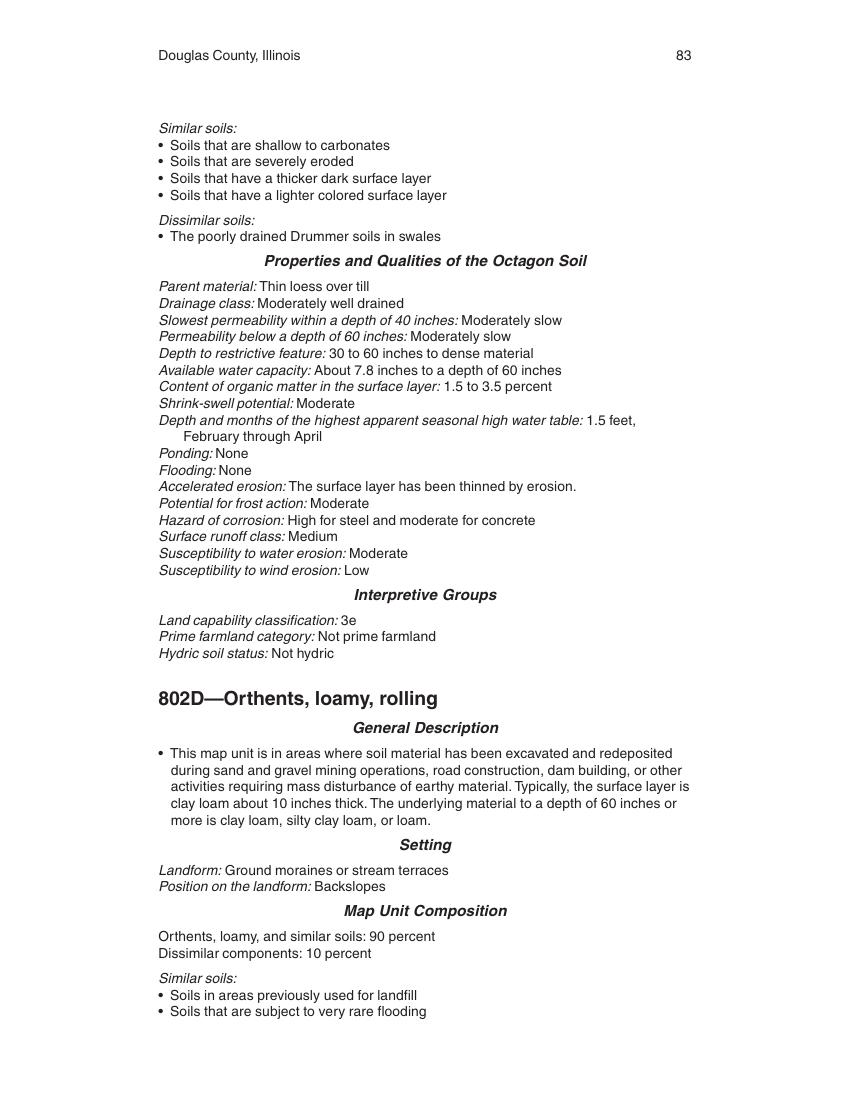 Douglas County, Illinois 83
Similar soils:
• Soils that are shallow to carbonates
• Soils that are severely eroded
• Soils that have a thicker dark surface layer
• Soils that have a lighter colored surface layer
Dissimilar soils:
• The poorly drained Drummer soils in swales
Properties and Qualities of the Octagon Soil
Parent material: Thin loess over till
Drainage class: Moderately well drained
Slowest permeability within a depth of 40 inches: Moderately slow
Permeability below a depth of 60 inches: Moderately slow
Depth to restrictive feature: 30 to 60 inches to dense material
Available water capacity: About 7.8 inches to a depth of 60 inches
Content of organic matter in the surface layer: 1.5 to 3.5 percent
Shrink-swell potential: Moderate
Depth and months of the highest apparent seasonal high water table: 1.5 feet,
February through April
Ponding: None
Flooding: None
Accelerated erosion: The surface layer has been thinned by erosion.
Potential for frost action: Moderate
Hazard of corrosion: High for steel and moderate for concrete
Surface runoff class: Medium
Susceptibility to water erosion: Moderate
Susceptibility to wind erosion: Low
Interpretive Groups
Land capability classification: 3e
Prime farmland category: Not prime farmland
Hydric soil status: Not hydric
802D—Orthents, loamy, rolling
General Description
• This map unit is in areas where soil material has been excavated and redeposited
during sand and gravel mining operations, road construction, dam building, or other
activities requiring mass disturbance of earthy material. Typically, the surface layer is
clay loam about 10 inches thick. The underlying material to a depth of 60 inches or
more is clay loam, silty clay loam, or loam.
Setting
Landform: Ground moraines or stream terraces
Position on the landform: Backslopes
Map Unit Composition
Orthents, loamy, and similar soils: 90 percent
Dissimilar components: 10 percent
Similar soils:
• Soils in areas previously used for landfill
• Soils that are subject to very rare flooding